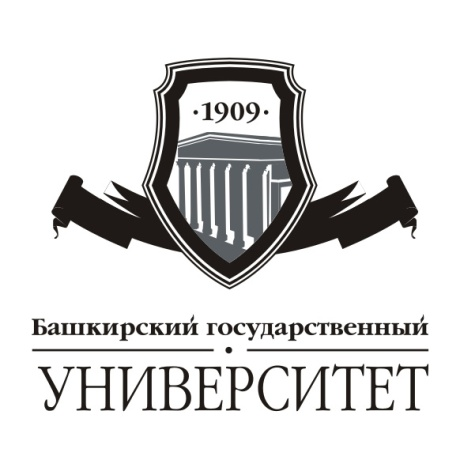 ·1909·
Башкирский государственный
УНИВЕРСИТЕТ